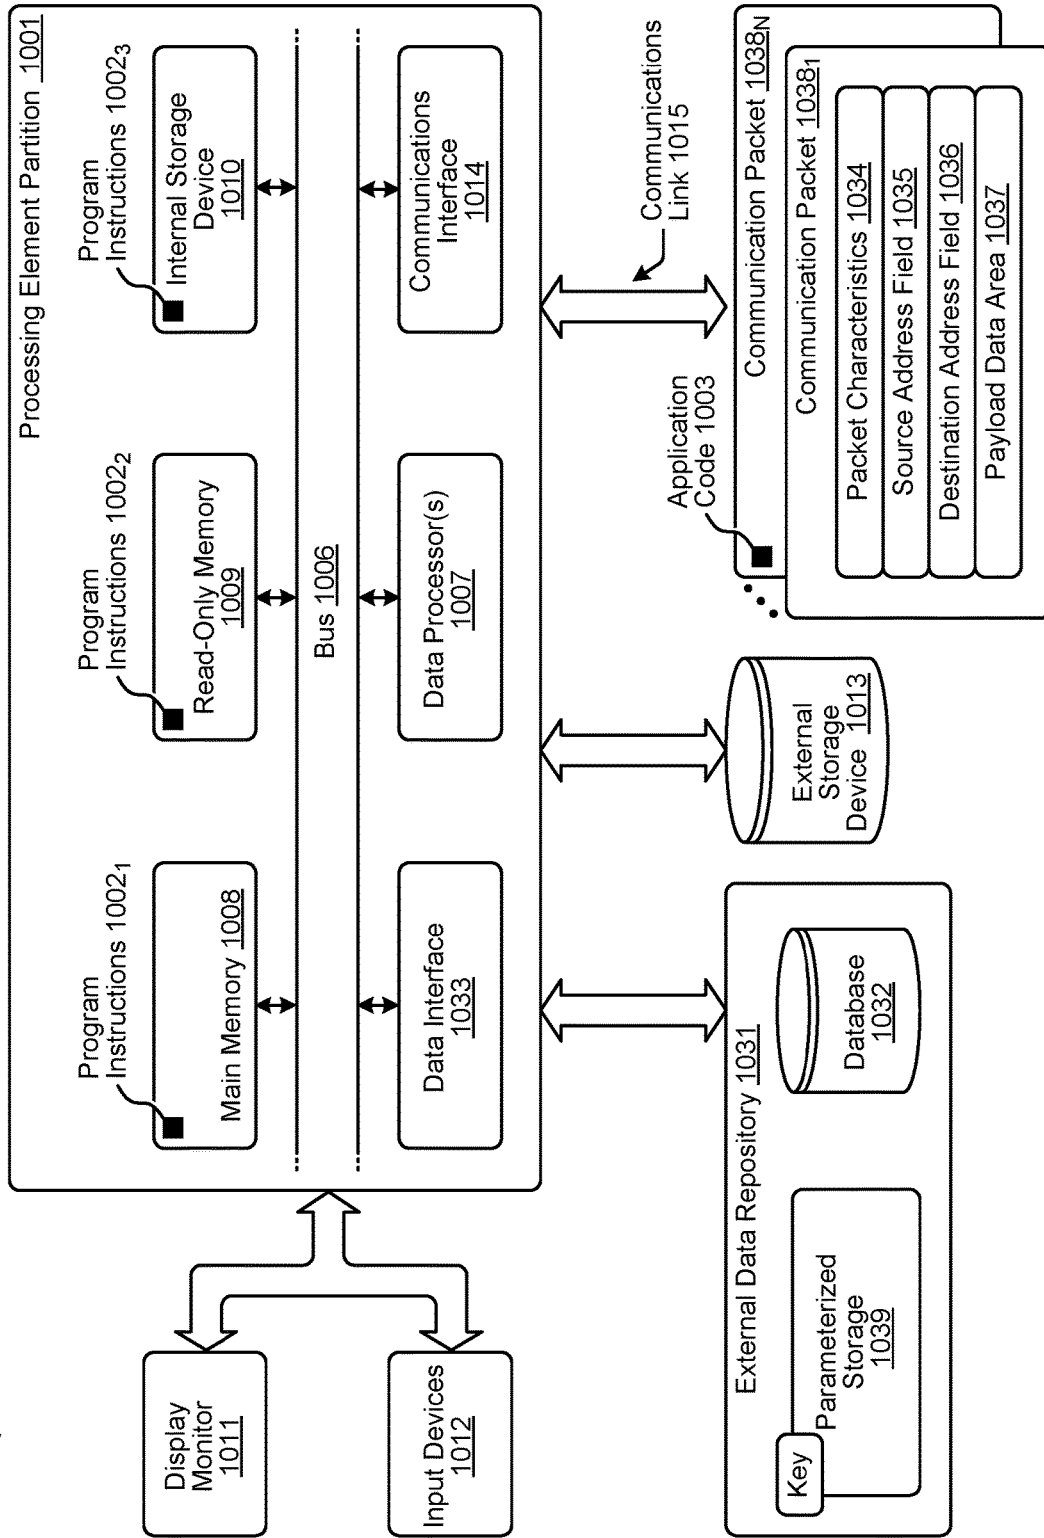 Processing Element Partition 1001
Program
Instructions 1002₁
Program
Instructions 1002₂
Program
Instructions 1002₃
Main Memory 1008
Read-Only Memory
1009
Internal Storage
Device
1010
Display
Monitor
1011
Bus 1006
Input Devices
1012
Data Interface
1033
Data Processor(s)
1007
Communications
Interface
1014
Communications
Link 1015
External Data Repository 1031
Key
Parameterized
Storage
1039
Database
1032
External
Storage
Device 1013
Application
Code 1003
Communication Packet 1038N
Communication Packet 1038₁
Packet Characteristics 1034
Source Address Field 1035
Destination Address Field 1036
Payload Data Area 1037